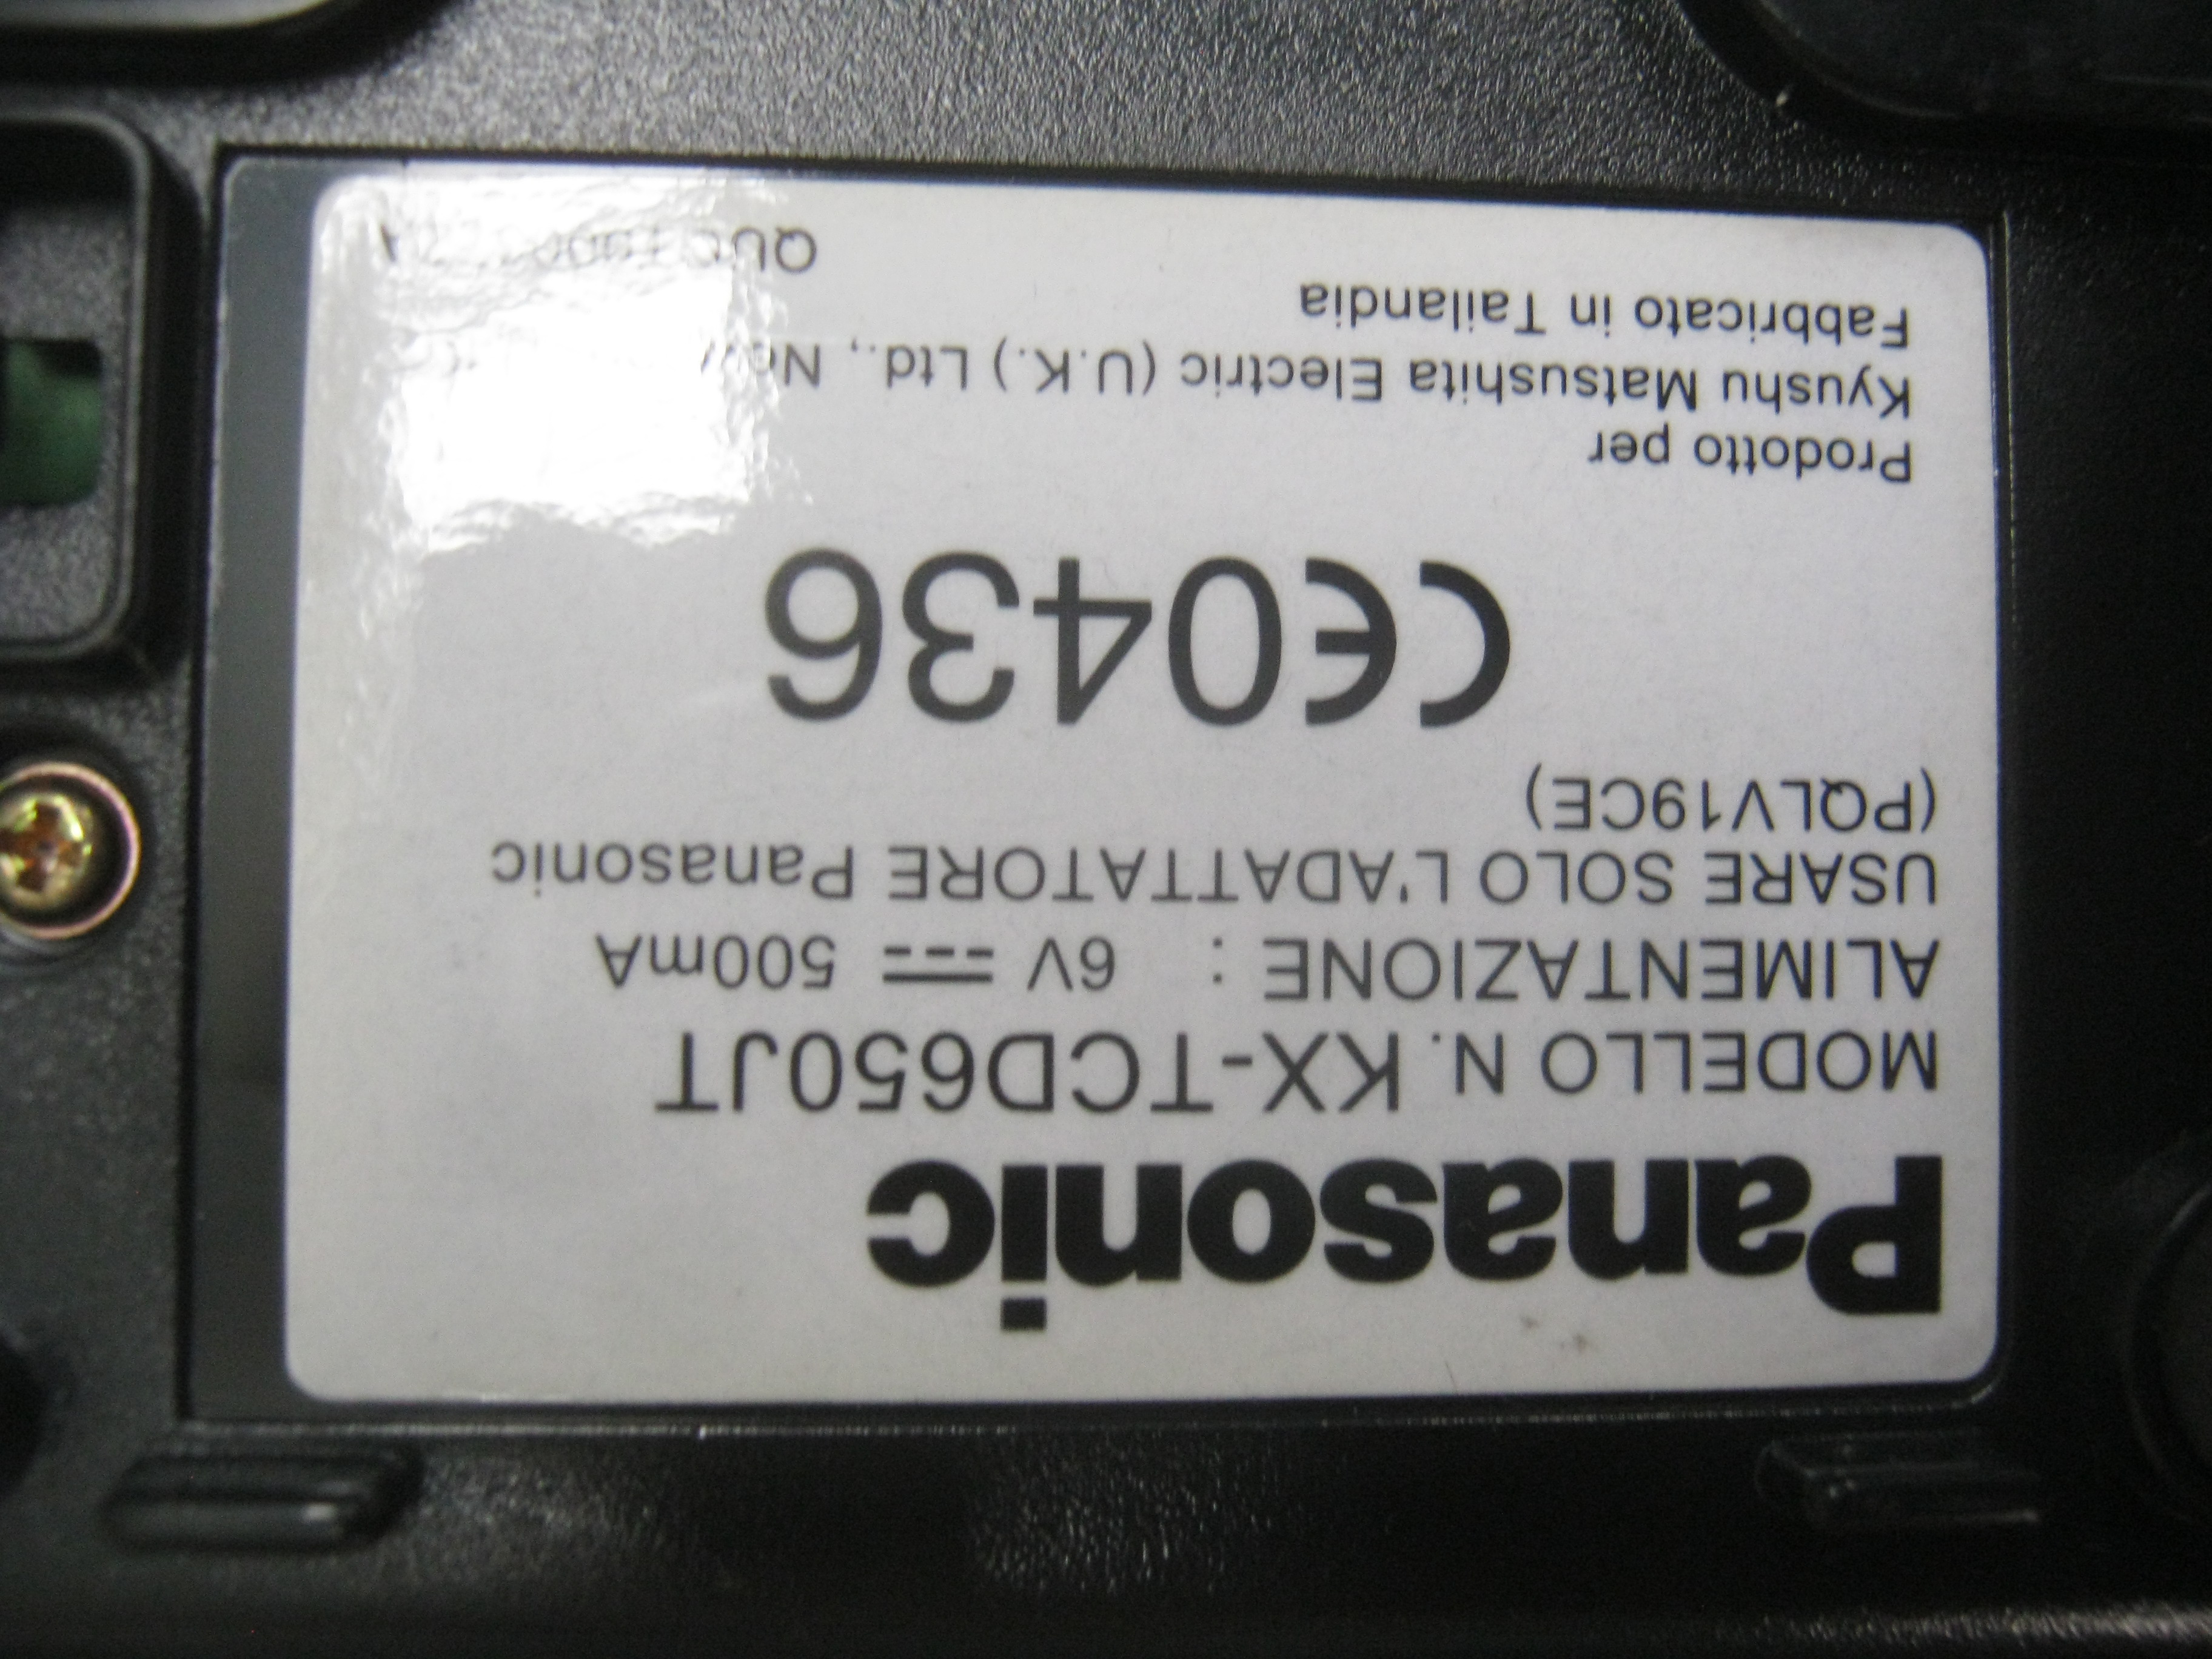 Panasonic
MODELLO N. KX-TCD650JT
ALIMENTAZIONE : 6V ⎓ 500mA
USARE SOLO L'ADATTATORE Panasonic
(PQLV19CE)
CE0436
Prodotto per
Kyushu Matsushita Electric (U.K.) Ltd.,
Fabbricato in Tailandia